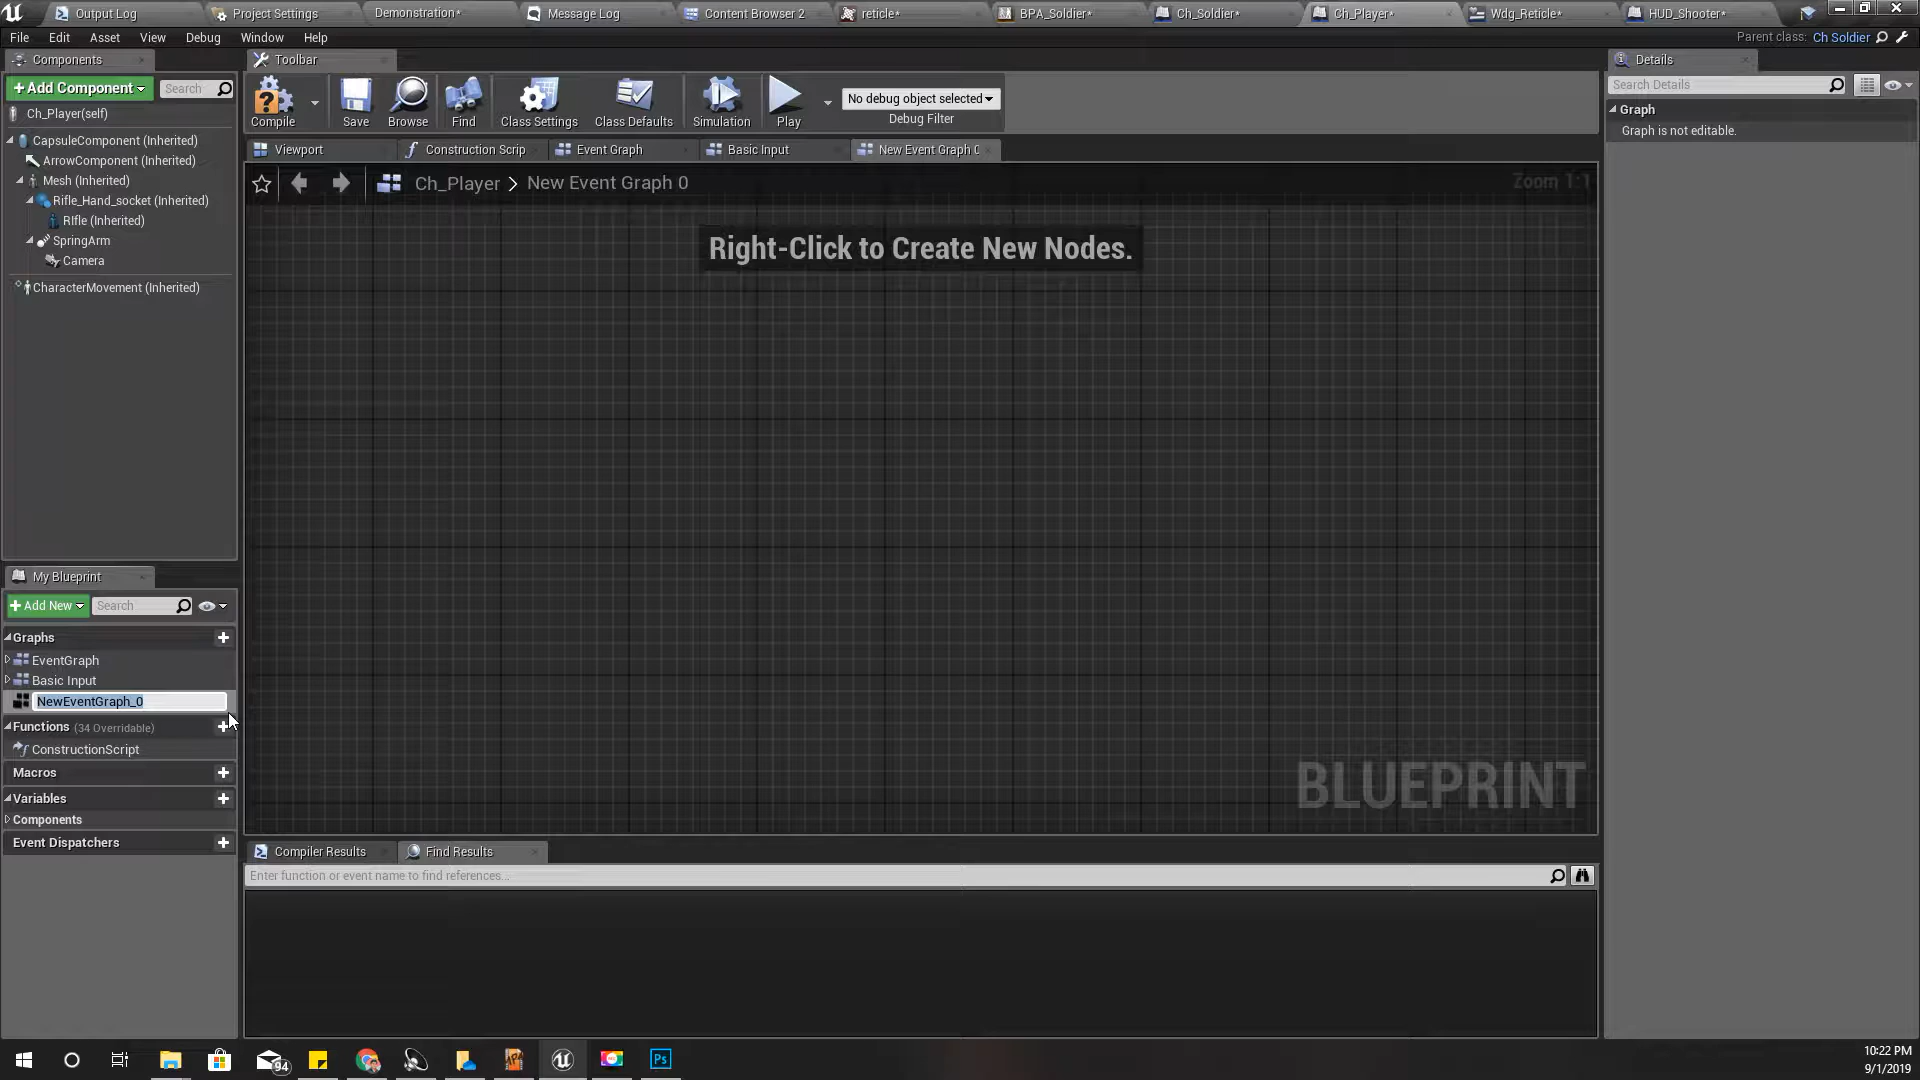 Output Log
Project Settings
Demonstration*
Message Log
Content Browser 2
reticle*
BPA_Soldier*
Ch_Soldier*
Ch_Player*
Wdg_Reticle*
HUD_Shooter*
File Edit Asset View Debug Window Help
Parent class: Ch Soldier
Components
Toolbar
Details
+Add Component
Search
Ch_Player(self)
CapsuleComponent (Inherited)
ArrowComponent (Inherited)
Mesh (Inherited)
Rifle_Hand_socket (Inherited)
RIfle (Inherited)
SpringArm
Camera
CharacterMovement (Inherited)
Compile
Save
Browse
Find
Class Settings
Class Defaults
Simulation
Play
No debug object selected
Debug Filter
Search Details
Graph
Graph is not editable.
Viewport
Construction Scrip
Event Graph
Basic Input
New Event Graph 0
Ch_Player > New Event Graph 0
Zoom 1:1
Right-Click to Create New Nodes.
BLUEPRINT
My Blueprint
+Add New
Search
Graphs
EventGraph
Basic Input
NewEventGraph_0
Functions (34 Overridable)
ConstructionScript
Macros
Variables
Components
Event Dispatchers
Compiler Results
Find Results
Enter function or event name to find references...
94
Ps
10:22 PM
9/1/2019